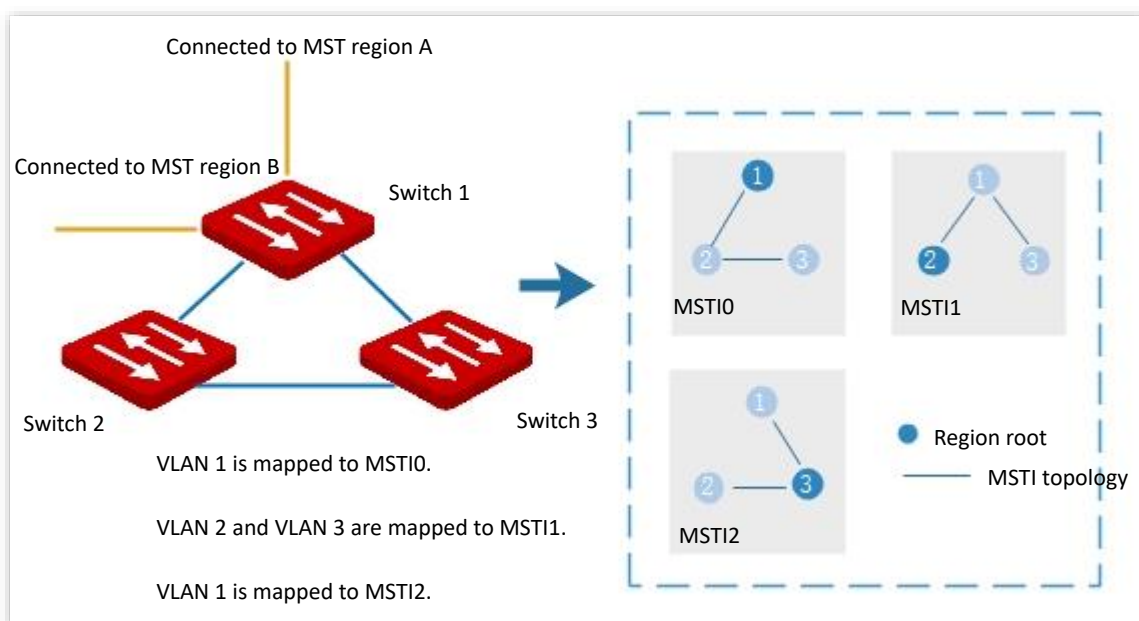 Connected to MST region A
Connected to MST region B
Switch 1
Switch 2
Switch 3
VLAN 1 is mapped to MSTI0.
VLAN 2 and VLAN 3 are mapped to MSTI1.
VLAN 1 is mapped to MSTI2.
1
2
3
MSTI0
1
2
3
MSTI1
1
2
3
MSTI2
Region root
MSTI topology